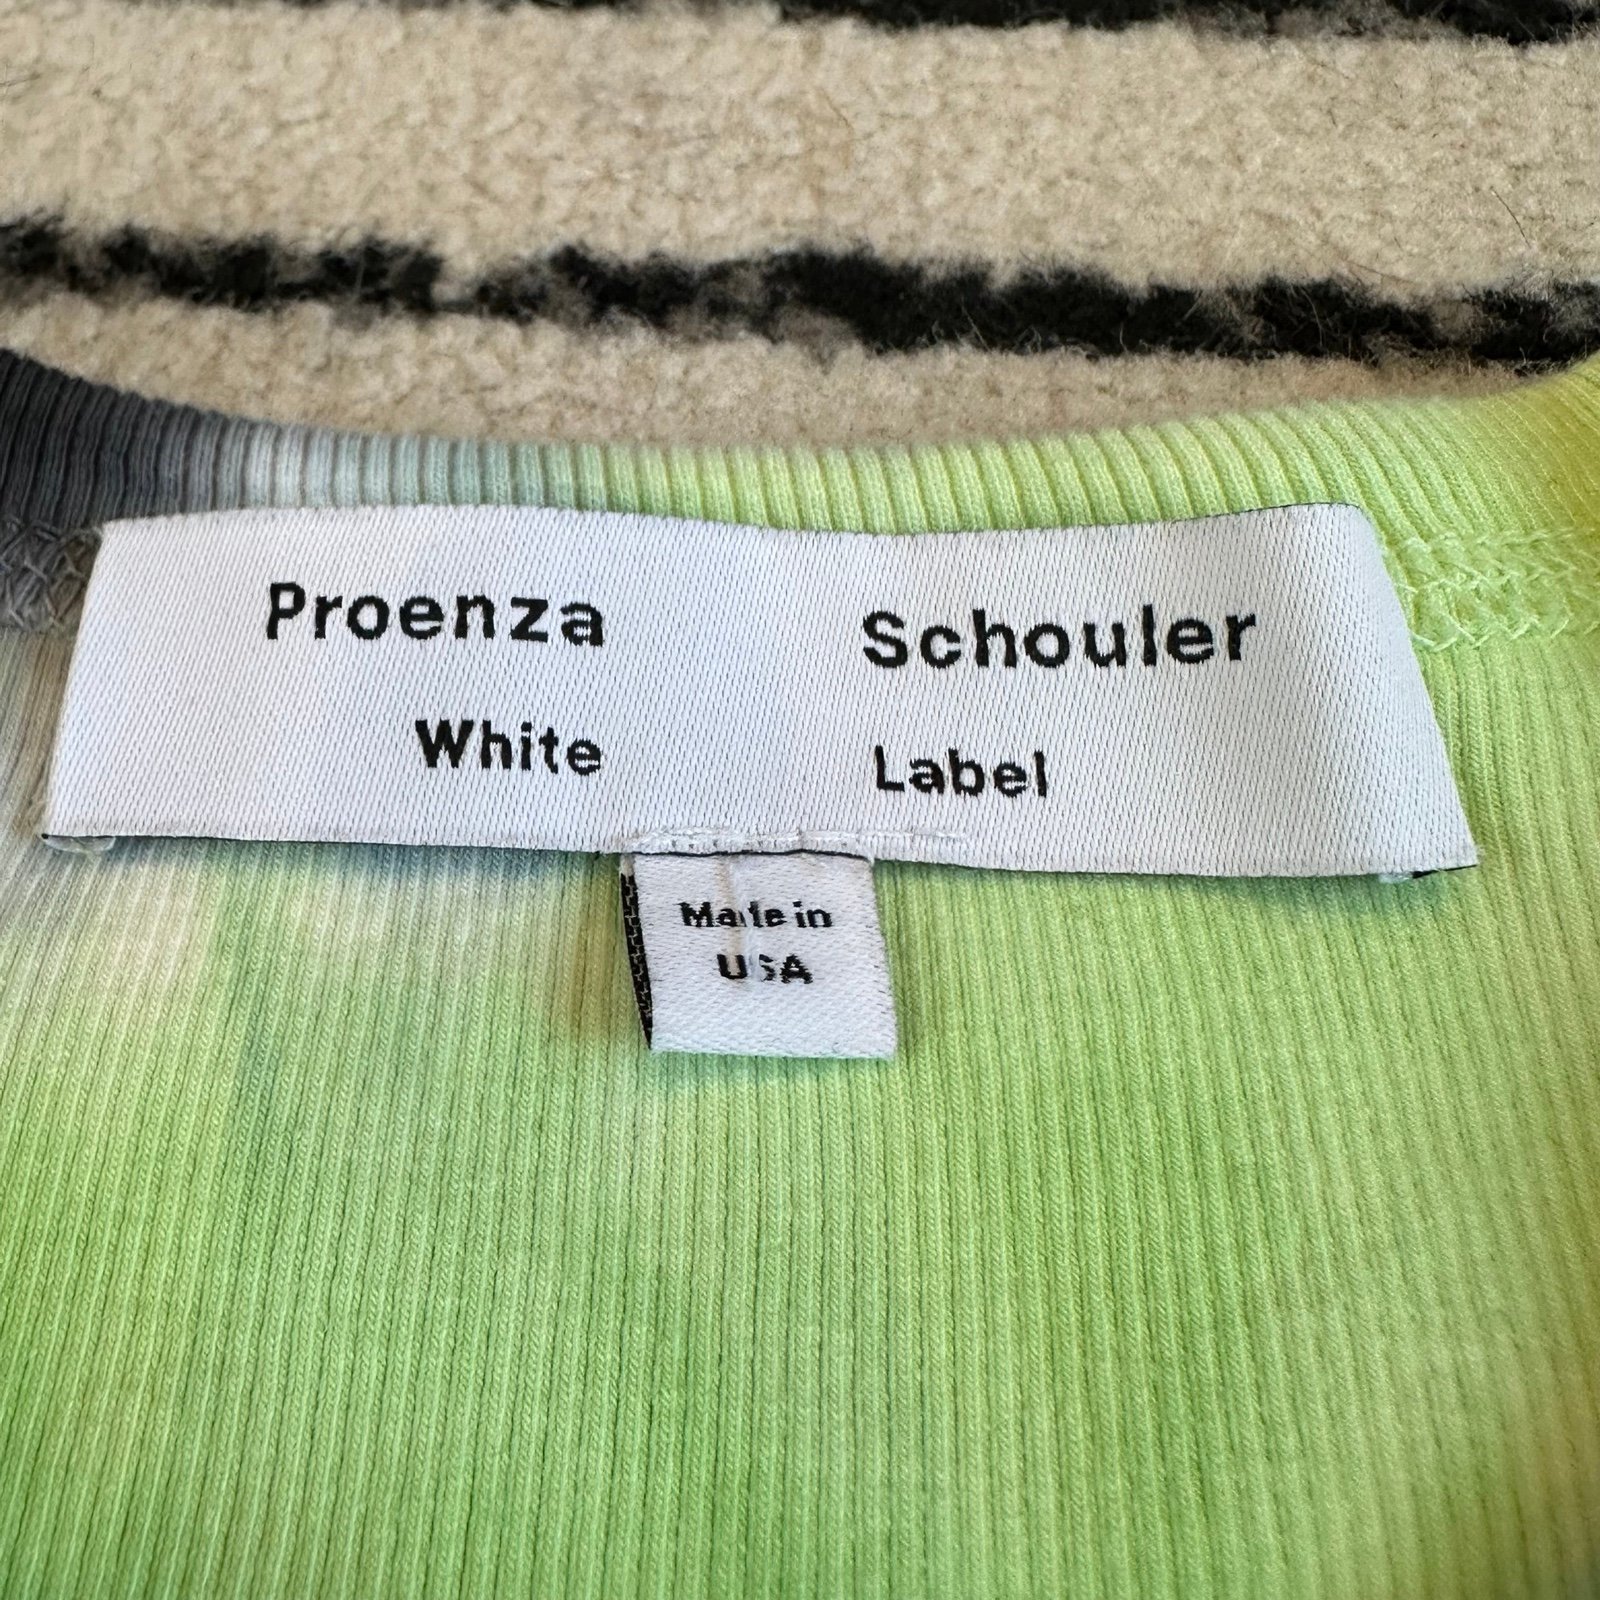 Proenza Schouler
White Label
Made in
USA